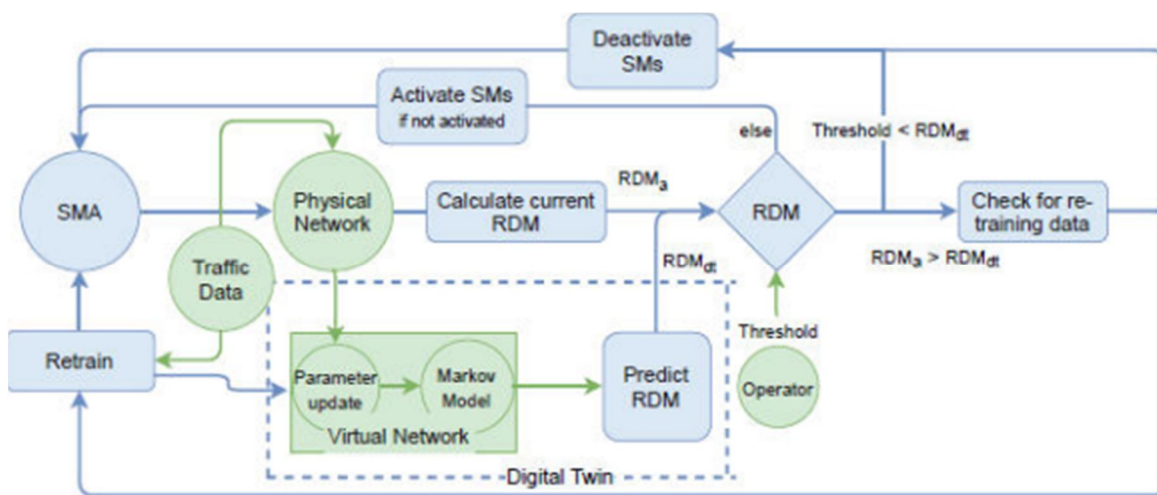 Deactivate
SMs
Activate SMs
if not activated
else
Threshold < RDMdt
SMA
Physical
Network
Calculate current
RDM
RDMa
RDM
Check for re-
training data
Traffic
Data
RDMdt
RDMa > RDMdt
Retrain
Parameter
update
Markov
Model
Virtual Network
Predict
RDM
Threshold
Operator
Digital Twin